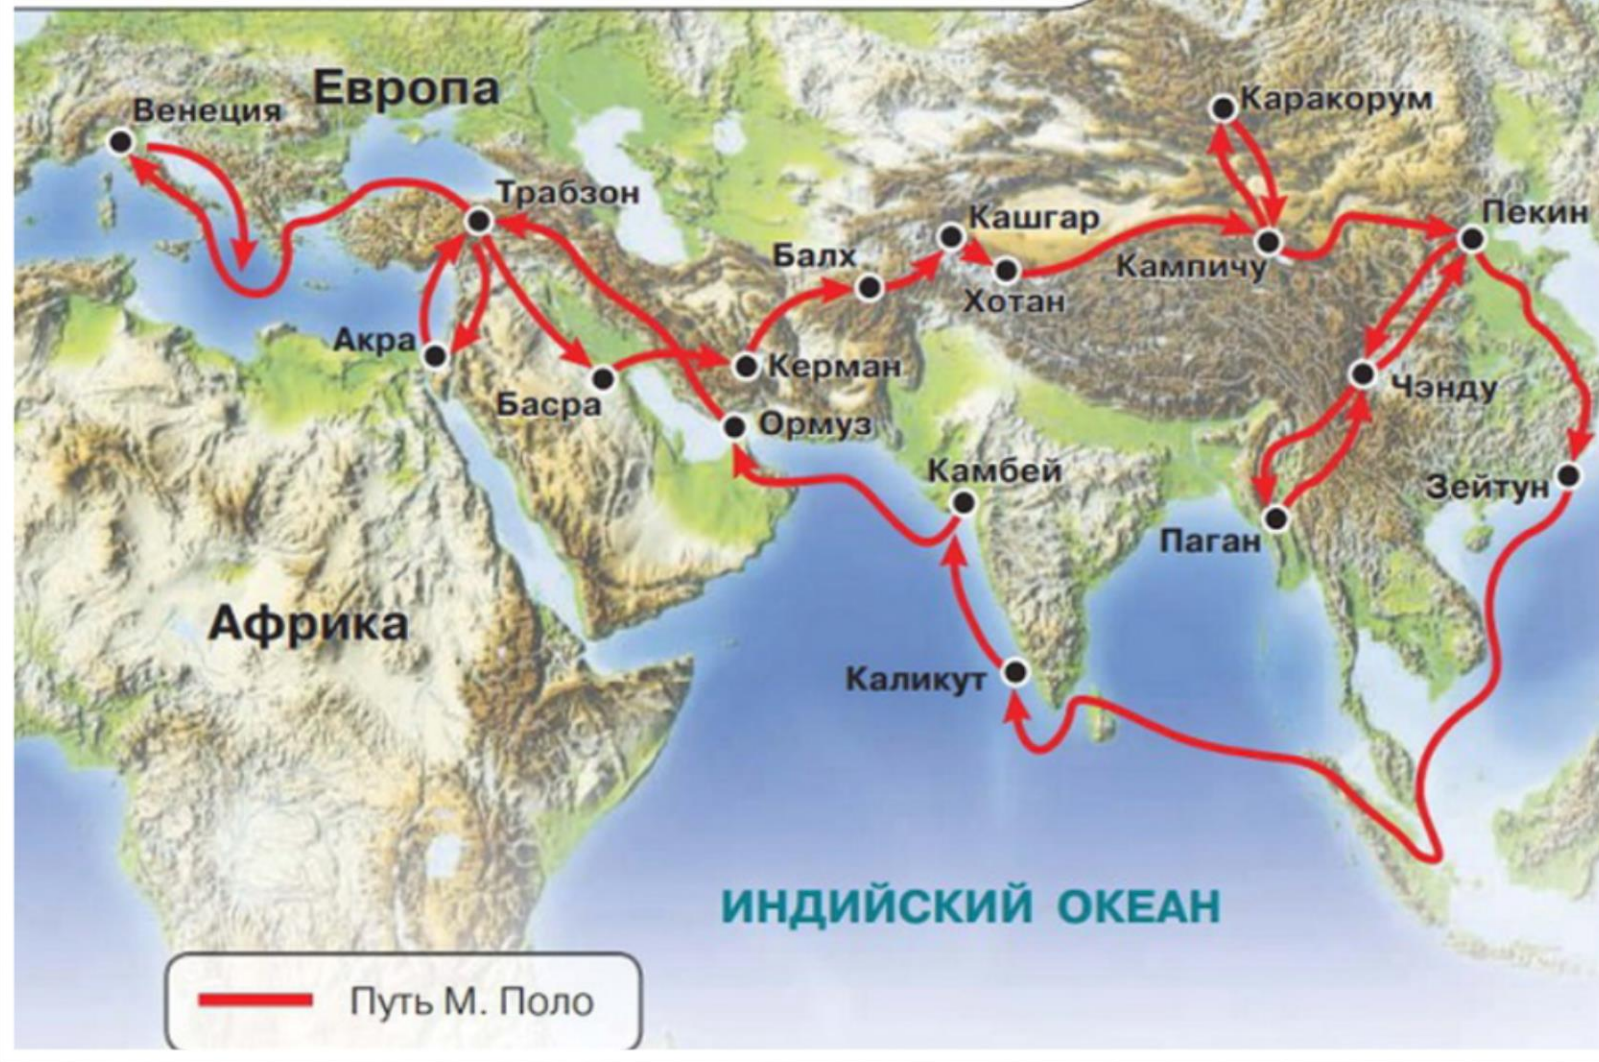 Европа
Венеция
Каракорум
Трабзон
Кашгар
Пекин
Балх
Кампичу
Хотан
Акра
Керман
Чэнду
Басра
Ормуз
Камбей
Зейтун
Паган
Африка
Каликут
ИНДИЙСКИЙ ОКЕАН
Путь М. Поло